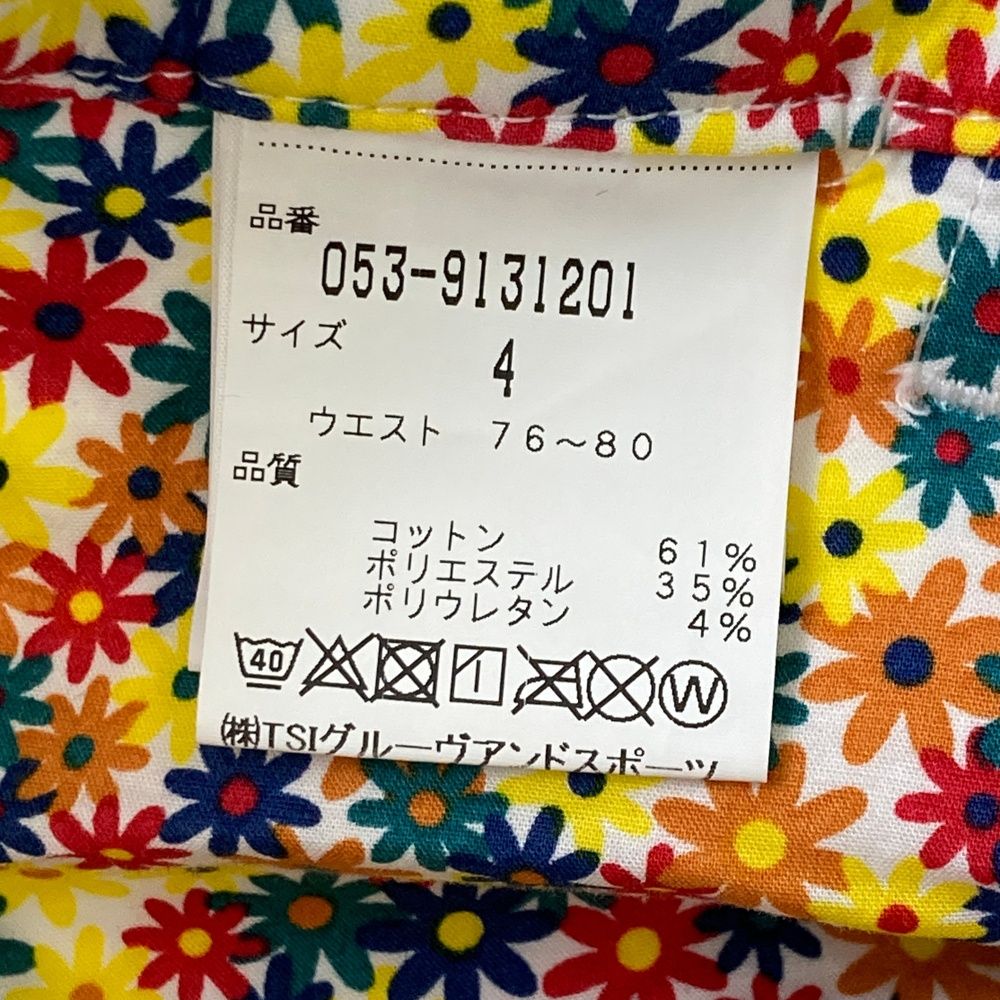 品番
053-9131201
サイズ
4
ウエスト 76～80
品質
コットン 61%
ポリエステル 35%
ポリウレタン 4%
40 W
㈱TSIグルーヴアンドスポーツ